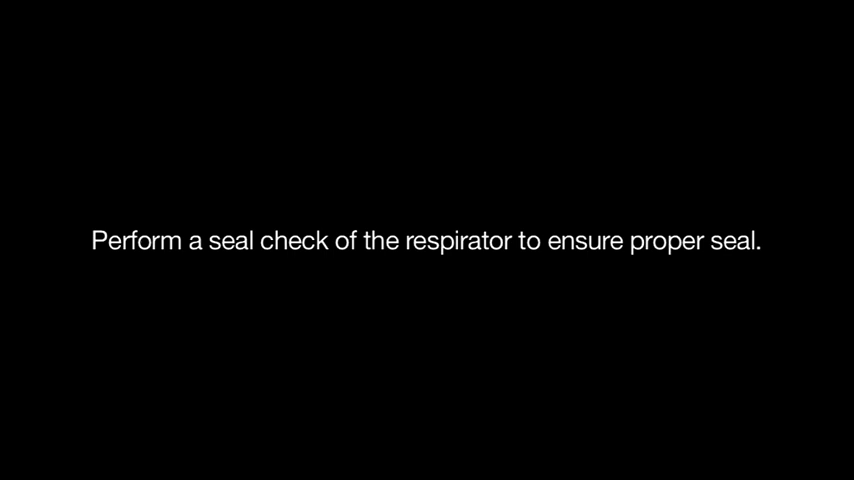 Perform a seal check of the respirator to ensure proper seal.